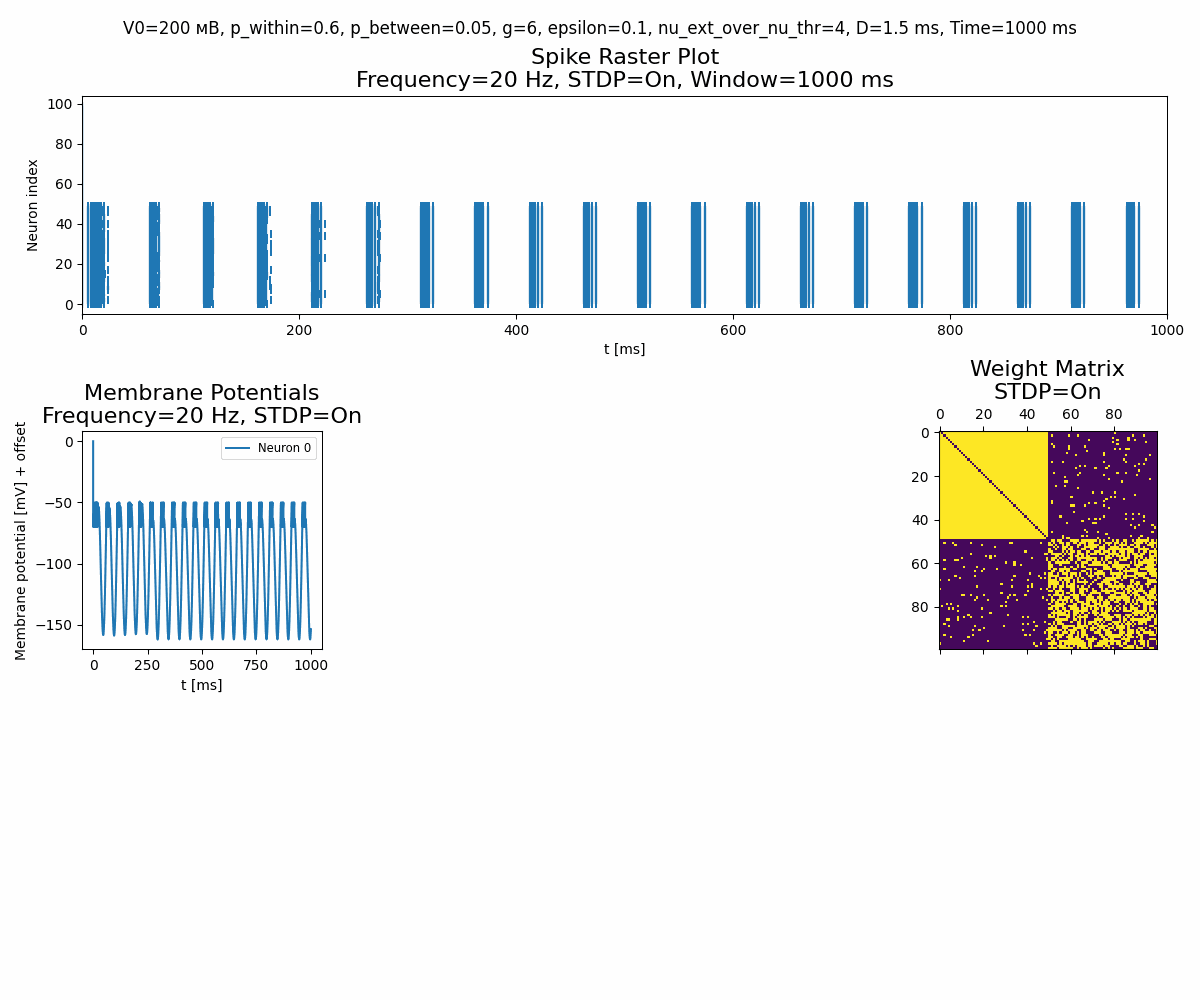 V0=200 мВ, p_within=0.6, p_between=0.05, g=6, epsilon=0.1, nu_ext_over_nu_thr=4, D=1.5 ms, Time=1000 ms
Spike Raster Plot
Frequency=20 Hz, STDP=On, Window=1000 ms
Neuron index
100
80
60
40
20
0
0 200 400 600 800 1000
t [ms]
Membrane Potentials
Frequency=20 Hz, STDP=On
Membrane potential [mV] + offset
0
−50
−100
−150
Neuron 0
0 250 500 750 1000
t [ms]
Weight Matrix
STDP=On
0 20 40 60 80
0
20
40
60
80